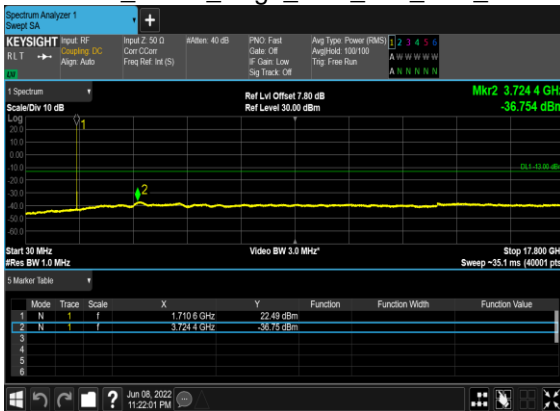 Spectrum Analyzer 1
Swept SA
+
KEYSIGHT Input: RF Input Z: 50 Ω #Atten: 40 dB PNO: Fast Avg Type: Power (RMS) 1 2 3 4 5 6
RLT Coupling: DC Corr CCorr Gate: Off Avg|Hold: 100/100 A W W W W W
Align: Auto Freq Ref: Int (S) IF Gain: Low Trig: Free Run
Sig Track: Off A N N N N N
1 Spectrum Ref Lvl Offset 7.80 dB Mkr2 3.724 4 GHz
Scale/Div 10 dB Ref Level 30.00 dBm -36.754 dBm
Log
20.0
10.0
0.00
-10.0
DL1 -13.00 dBm
-20.0
-30.0
-40.0
-50.0
-60.0
1
2
Start 30 MHz Video BW 3.0 MHz* Stop 17.800 GH
#Res BW 1.0 MHz Sweep ~35.1 ms (40001 pts
5 Marker Table
Mode Trace Scale X Y Function Function Width Function Value
1 N 1 f 1.710 6 GHz 22.49 dBm
2 N 1 f 3.724 4 GHz -36.75 dBm
3
4
5
6
? Jun 08, 2022
11:22:01 PM